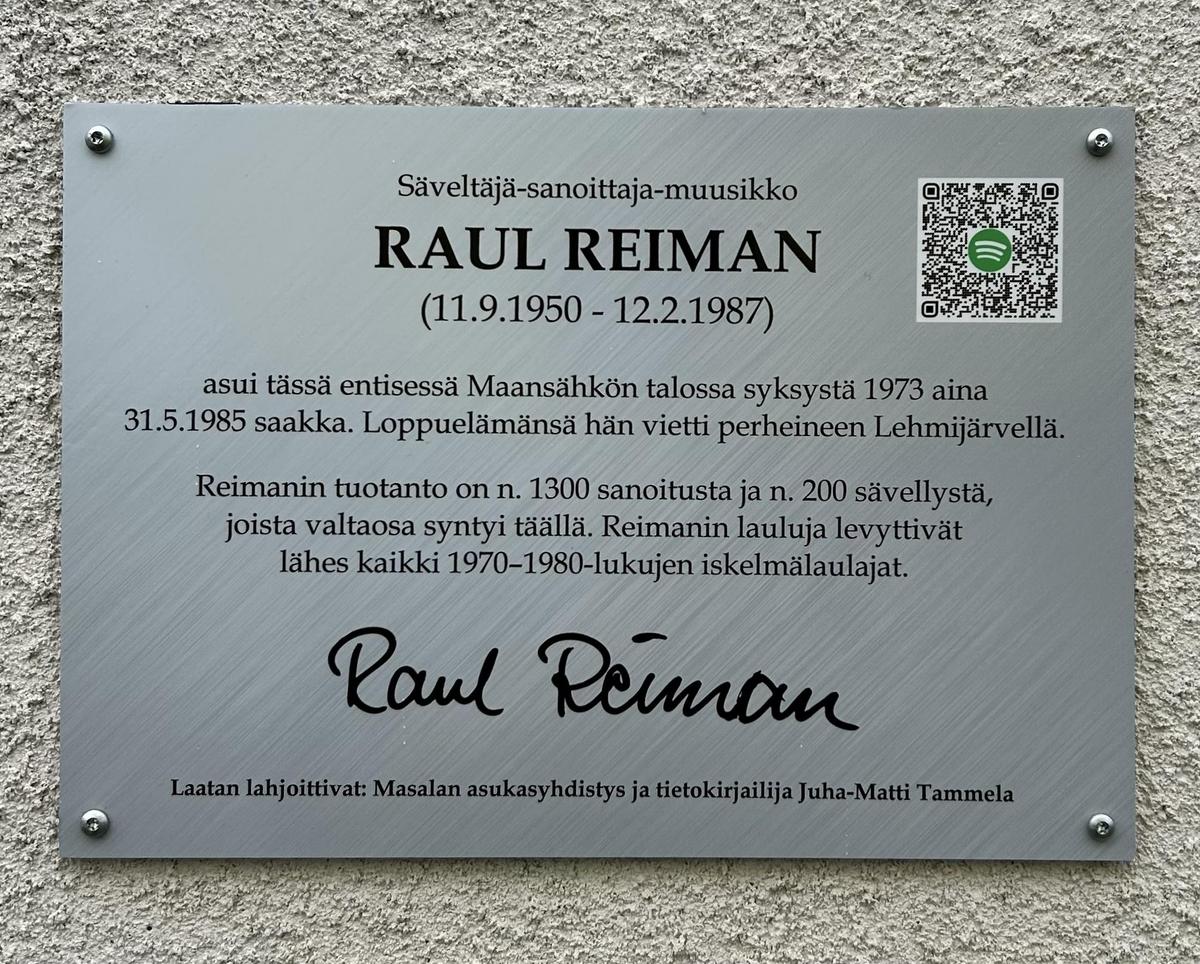 Säveltäjä-sanoittaja-muusikko
RAUL REIMAN
(11.9.1950 - 12.2.1987)
asui tässä entisessä Maansähkön talossa syksystä 1973 aina
31.5.1985 saakka. Loppuelämänsä hän vietti perheineen Lehmijärvellä.
Reimanin tuotanto on n. 1300 sanoitusta ja n. 200 sävellystä,
joista valtaosa syntyi täällä. Reimanin lauluja levyttivät
lähes kaikki 1970–1980-lukujen iskelmälaulajat.
Raul Reiman
Laatan lahjoittivat: Masalan asukasyhdistys ja tietokirjailija Juha-Matti Tammela